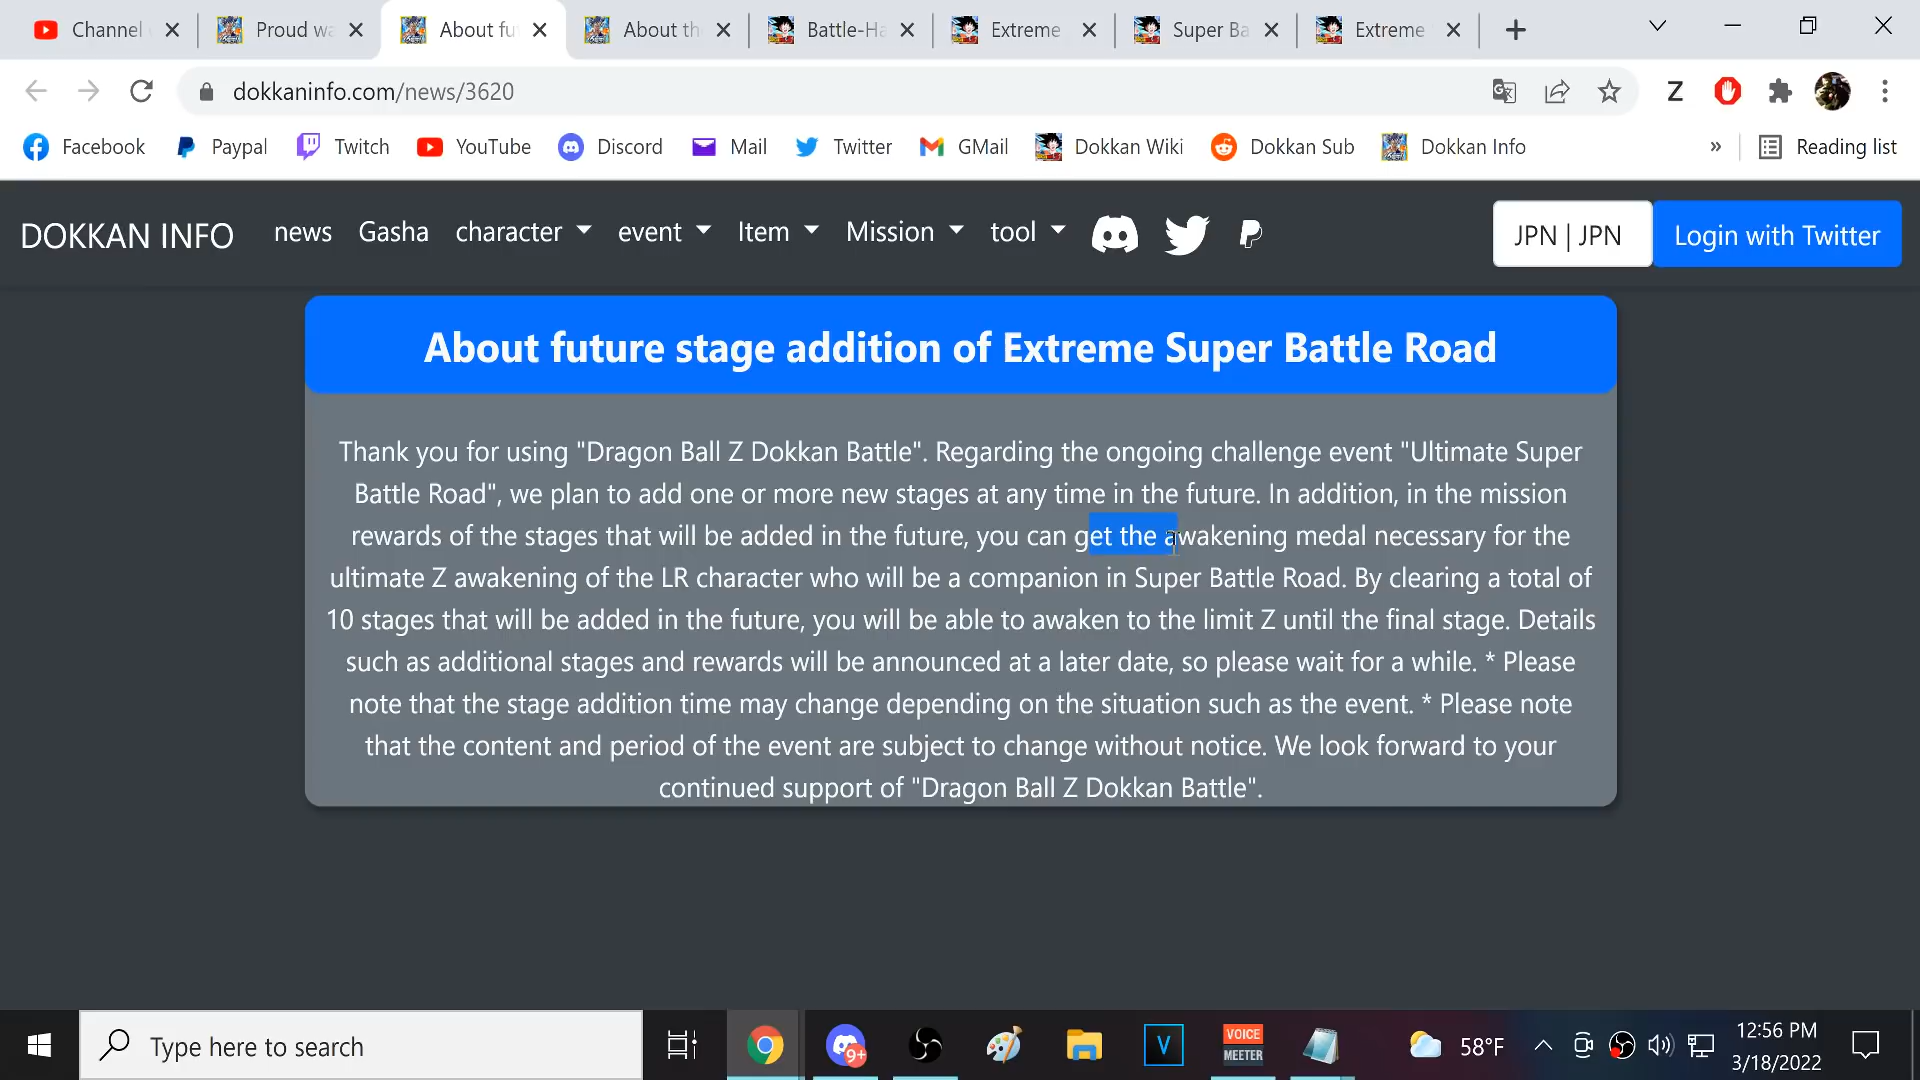 Channel
Proud wa
About fu
About th
Battle-Ha
Extreme
Super Ba
Extreme
dokkaninfo.com/news/3620
Z
Facebook
Paypal
Twitch
YouTube
Discord
Mail
Twitter
GMail
Dokkan Wiki
Dokkan Sub
Dokkan Info
»
Reading list
DOKKAN INFO
news
Gasha
character
event
Item
Mission
tool
JPN | JPN
Login with Twitter
About future stage addition of Extreme Super Battle Road
Thank you for using "Dragon Ball Z Dokkan Battle". Regarding the ongoing challenge event "Ultimate Super
Battle Road", we plan to add one or more new stages at any time in the future. In addition, in the mission
rewards of the stages that will be added in the future, you can get the awakening medal necessary for the
ultimate Z awakening of the LR character who will be a companion in Super Battle Road. By clearing a total of
10 stages that will be added in the future, you will be able to awaken to the limit Z until the final stage. Details
such as additional stages and rewards will be announced at a later date, so please wait for a while. * Please
note that the stage addition time may change depending on the situation such as the event. * Please note
that the content and period of the event are subject to change without notice. We look forward to your
continued support of "Dragon Ball Z Dokkan Battle".
Type here to search
9+
V
VOICE
MEETER
58°F
12:56 PM
3/18/2022